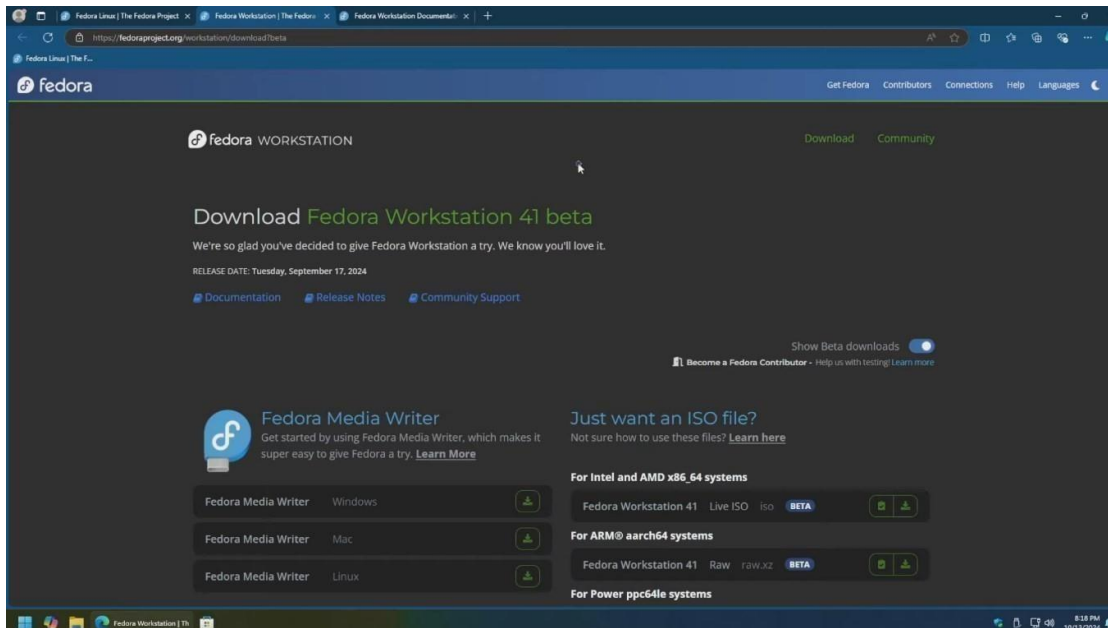 Fedora Linux | The Fedora Project
Fedora Workstation | The Fedora
Fedora Workstation Documentati
https://fedoraproject.org/workstation/download?beta
Fedora Linux | The F...
fedora
Get Fedora Contributors Connections Help Languages
fedora WORKSTATION
Download Community
Download Fedora Workstation 41 beta
We're so glad you've decided to give Fedora Workstation a try. We know you'll love it.
RELEASE DATE: Tuesday, September 17, 2024
Documentation Release Notes Community Support
Show Beta downloads
Become a Fedora Contributor - Help us with testing! Learn more
Fedora Media Writer
Get started by using Fedora Media Writer, which makes it
super easy to give Fedora a try. Learn More
Fedora Media Writer Windows
Fedora Media Writer Mac
Fedora Media Writer Linux
Just want an ISO file?
Not sure how to use these files? Learn here
For Intel and AMD x86_64 systems
Fedora Workstation 41 Live ISO iso BETA
For ARM® aarch64 systems
Fedora Workstation 41 Raw raw.xz BETA
For Power ppc64le systems
Fedora Workstation | Th
8:18 PM